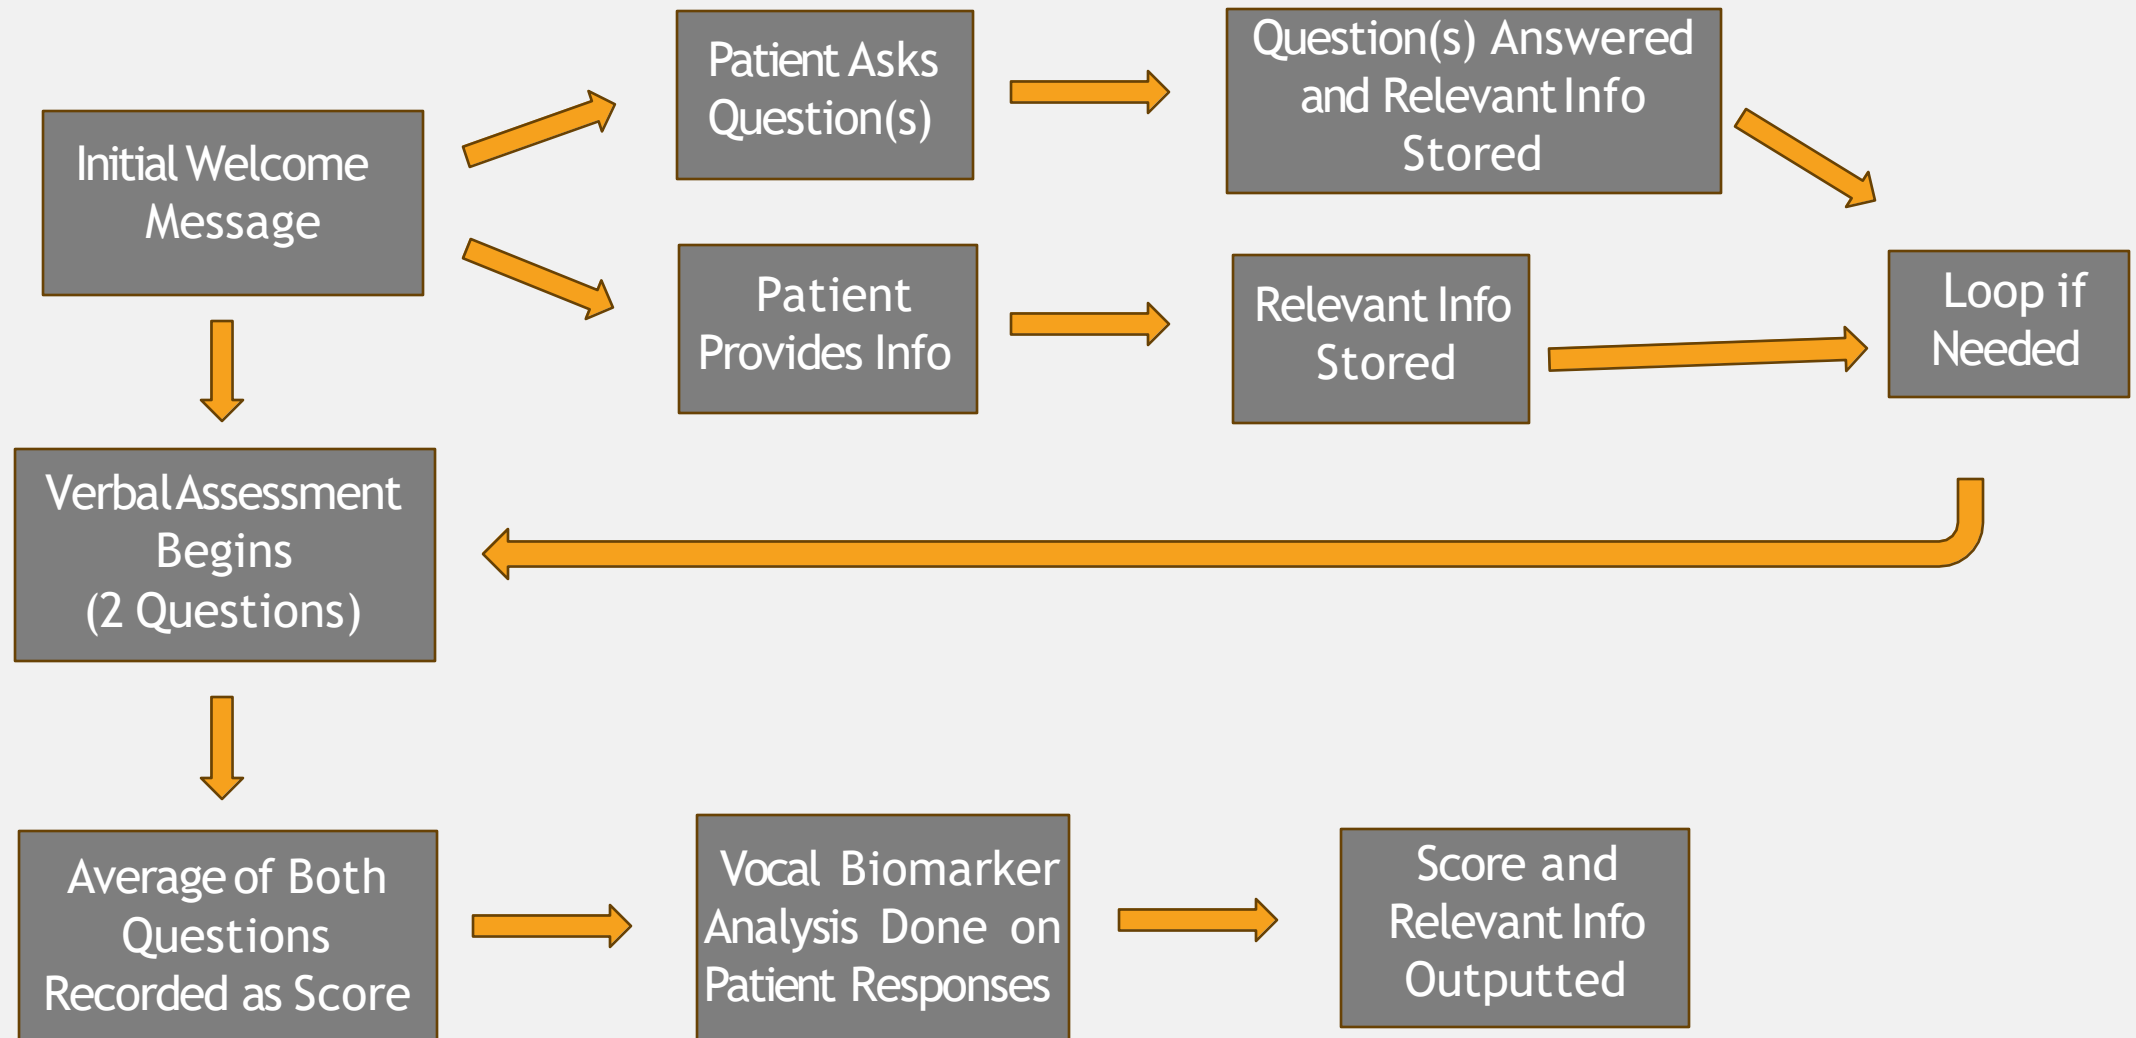 Initial Welcome
Message
Patient Asks
Question(s)
Question(s) Answered
and Relevant Info
Stored
Patient
Provides Info
Relevant Info
Stored
Loop if
Needed
Verbal Assessment
Begins
(2 Questions)
Average of Both
Questions
Recorded as Score
Vocal Biomarker
Analysis Done on
Patient Responses
Score and
Relevant Info
Outputted